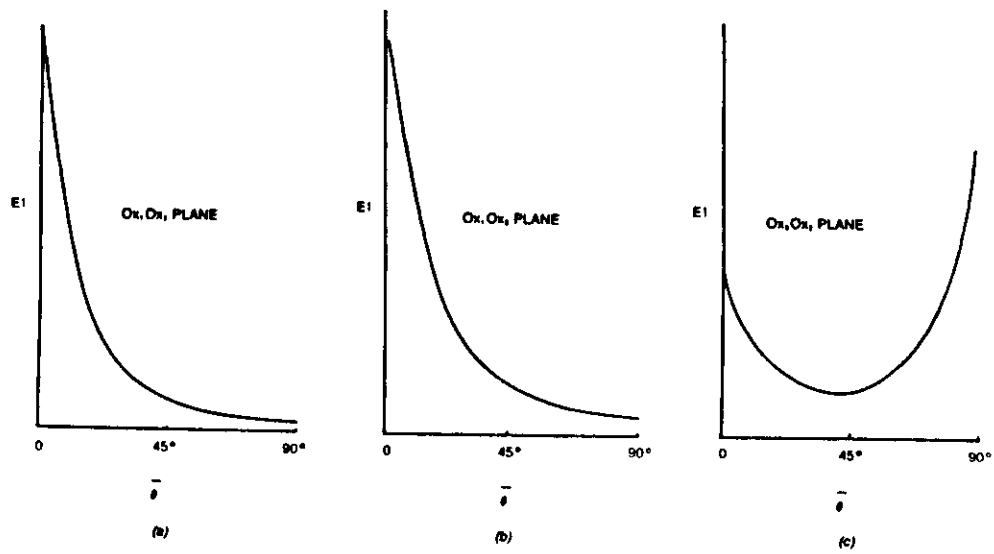 E1
Ox, Ox, PLANE
0
45°
90°
(a)
E1
Ox, Ox, PLANE
0
45°
90°
(b)
E1
Ox, Ox, PLANE
0
45°
90°
(c)